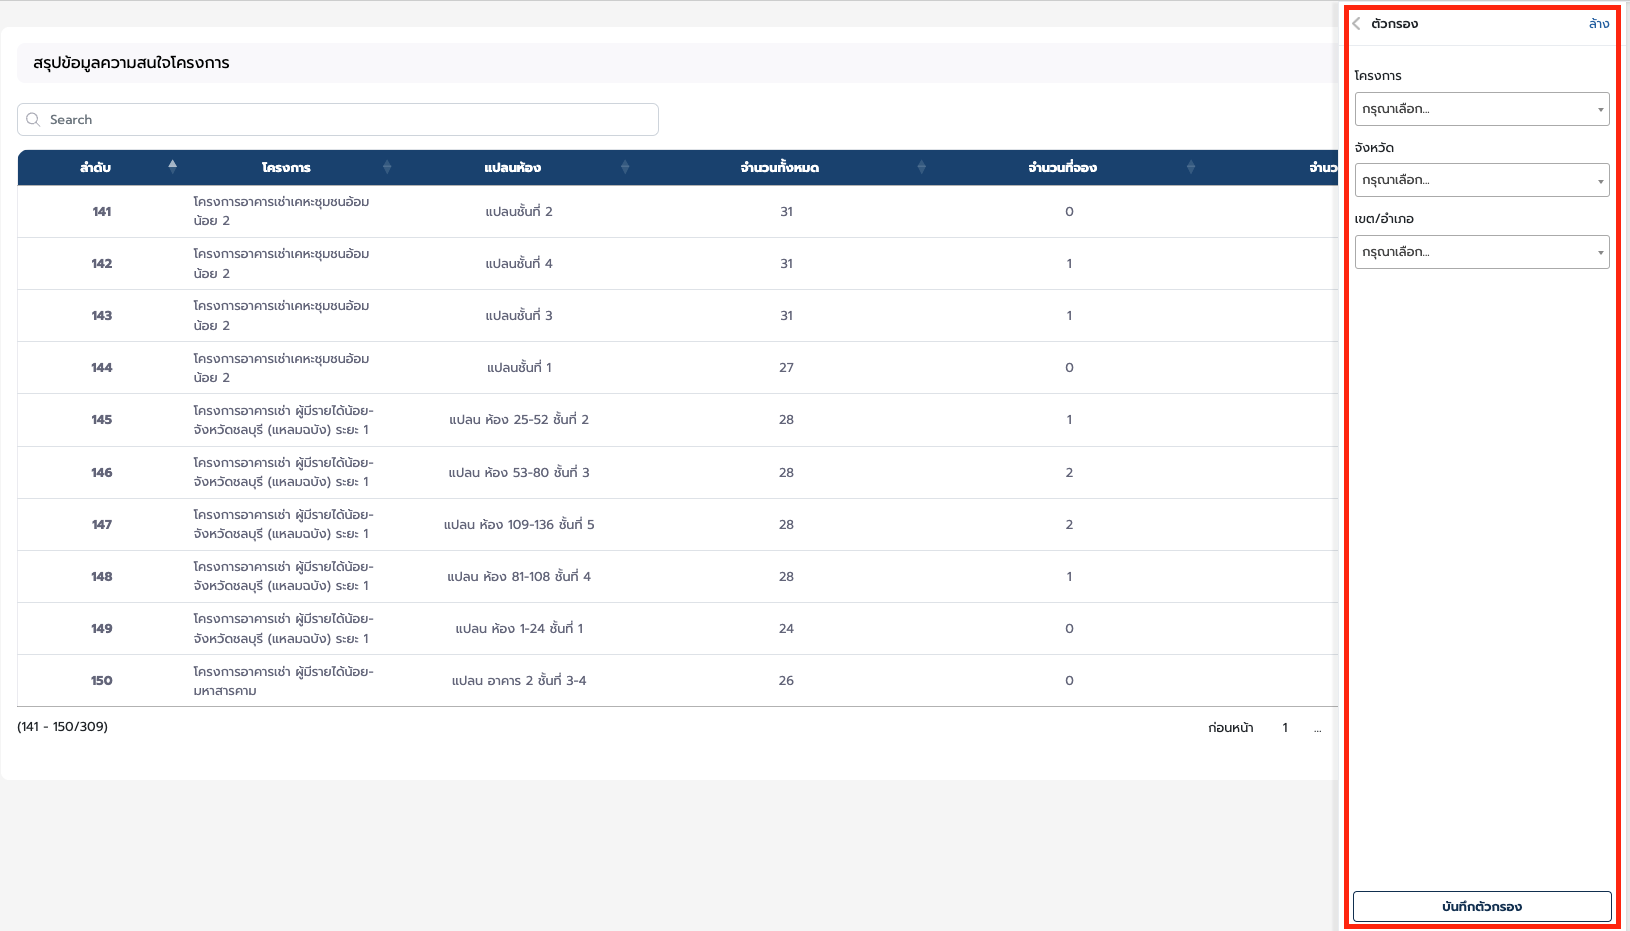 สรุปข้อมูลความสนใจโครงการ
Search
ลำดับ โครงการ แปลนห้อง จำนวนทั้งหมด จำนวนที่จอง จำนว
141 โครงการอาคารเช่าเคหะชุมชนอ้อม
น้อย 2 แปลนชั้นที่ 2 31 0
142 โครงการอาคารเช่าเคหะชุมชนอ้อม
น้อย 2 แปลนชั้นที่ 4 31 1
143 โครงการอาคารเช่าเคหะชุมชนอ้อม
น้อย 2 แปลนชั้นที่ 3 31 1
144 โครงการอาคารเช่าเคหะชุมชนอ้อม
น้อย 2 แปลนชั้นที่ 1 27 0
145 โครงการอาคารเช่า ผู้มีรายได้น้อย-
จังหวัดชลบุรี (แหลมฉบัง) ระยะ 1 แปลน ห้อง 25-52 ชั้นที่ 2 28 1
146 โครงการอาคารเช่า ผู้มีรายได้น้อย-
จังหวัดชลบุรี (แหลมฉบัง) ระยะ 1 แปลน ห้อง 53-80 ชั้นที่ 3 28 2
147 โครงการอาคารเช่า ผู้มีรายได้น้อย-
จังหวัดชลบุรี (แหลมฉบัง) ระยะ 1 แปลน ห้อง 109-136 ชั้นที่ 5 28 2
148 โครงการอาคารเช่า ผู้มีรายได้น้อย-
จังหวัดชลบุรี (แหลมฉบัง) ระยะ 1 แปลน ห้อง 81-108 ชั้นที่ 4 28 1
149 โครงการอาคารเช่า ผู้มีรายได้น้อย-
จังหวัดชลบุรี (แหลมฉบัง) ระยะ 1 แปลน ห้อง 1-24 ชั้นที่ 1 24 0
150 โครงการอาคารเช่า ผู้มีรายได้น้อย-
มหาสารคาม แปลน อาคาร 2 ชั้นที่ 3-4 26 0
(141 - 150/309)
ก่อนหน้า 1 ...
ตัวกรอง ล้าง
โครงการ
กรุณาเลือก...
จังหวัด
กรุณาเลือก...
เขต/อำเภอ
กรุณาเลือก...
บันทึกตัวกรอง